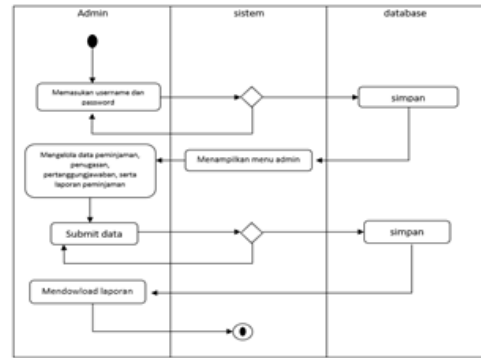 Admin
sistem
database
Memasukan username dan
password
simpan
Mengelola data peminjaman,
penugasan,
pertanggungjawaban, serta
laporan peminjaman
Menampilkan menu admin
Submit data
simpan
Mendowload laporan